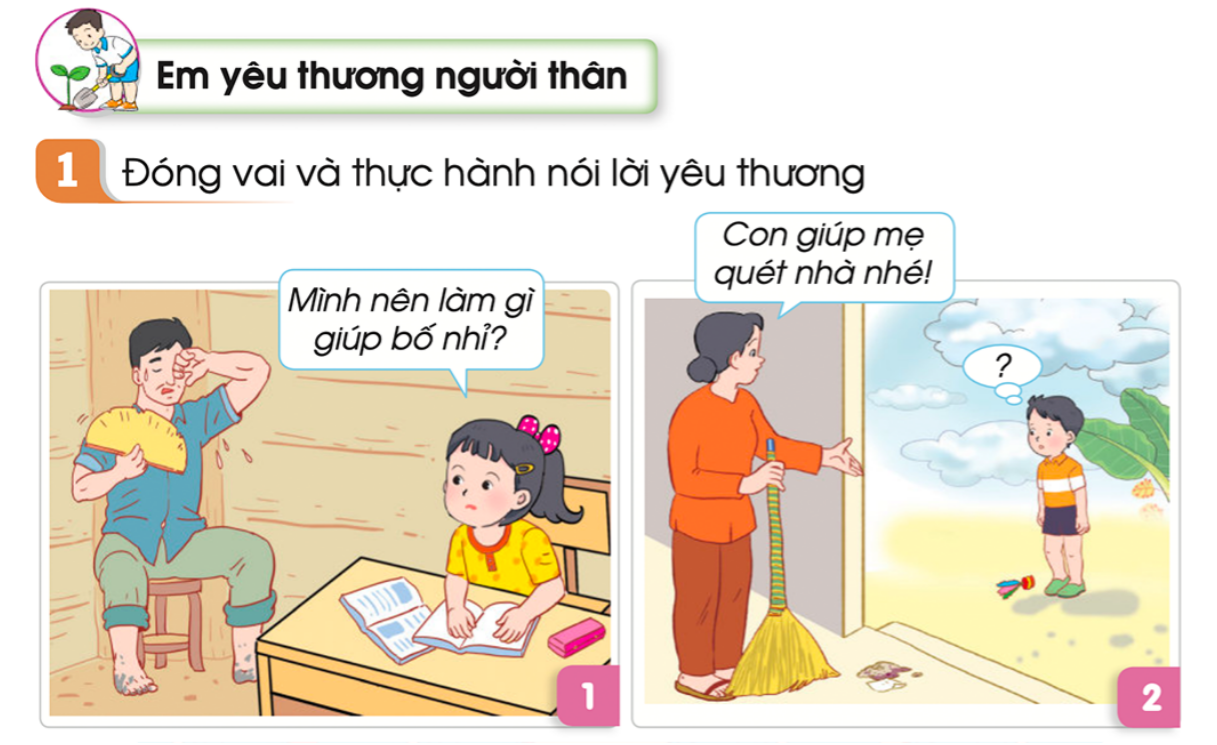 Em yêu thương người thân
1 Đóng vai và thực hành nói lời yêu thương
Mình nên làm gì
giúp bố nhỉ?
1
Con giúp mẹ
quét nhà nhé!
?
2